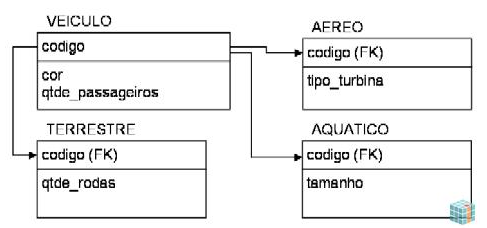 VEICULO
codigo
cor
qtde_passageiros
AEREO
codigo (FK)
tipo_turbina
TERRESTRE
codigo (FK)
qtde_rodas
AQUATICO
codigo (FK)
tamanho